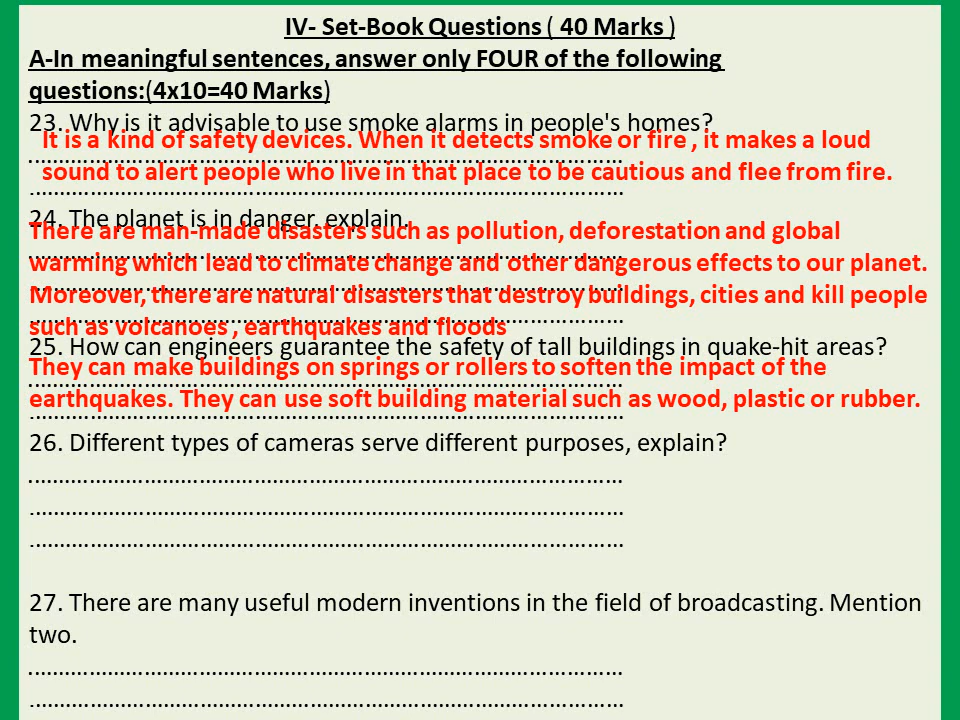 IV- Set-Book Questions ( 40 Marks )
A-In meaningful sentences, answer only FOUR of the following
questions:(4x10=40 Marks)
23. Why is it advisable to use smoke alarms in people's homes?
It is a kind of safety devices. When it detects smoke or fire , it makes a loud
sound to alert people who live in that place to be cautious and flee from fire.
24. The planet is in danger. explain.
There are man-made disasters such as pollution, deforestation and global
warming which lead to climate change and other dangerous effects to our planet.
Moreover, there are natural disasters that destroy buildings, cities and kill people
such as volcanoes , earthquakes and floods
25. How can engineers guarantee the safety of tall buildings in quake-hit areas?
They can make buildings on springs or rollers to soften the impact of the
earthquakes. They can use soft building material such as wood, plastic or rubber.
26. Different types of cameras serve different purposes, explain?
27. There are many useful modern inventions in the field of broadcasting. Mention
two.